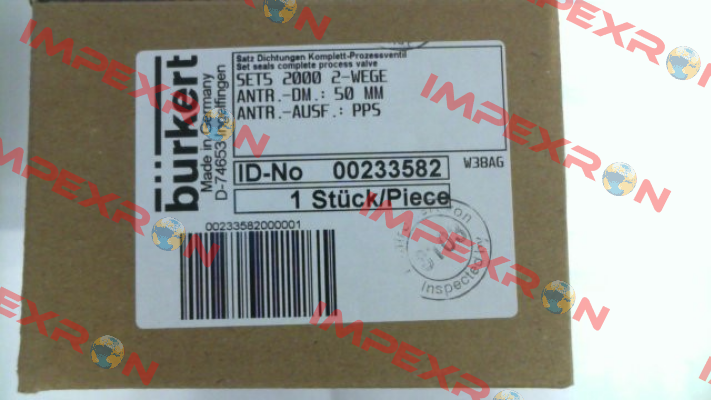 bürkert
Made in Germany
D-74653 Ingelfingen
Satz Dichtungen Komplett-Prozessventil
Set seals complete process valve
SET5 2000 2-WEGE
ANTR.-DM.: 50 MM
ANTR.-AUSF.: PPS
W38AG
ID-No 00233582
1 Stück/Piece
00233582000001
Inspected by
IMPEXRON
IMPEXRON
IMPEXRON
IMPEXRON